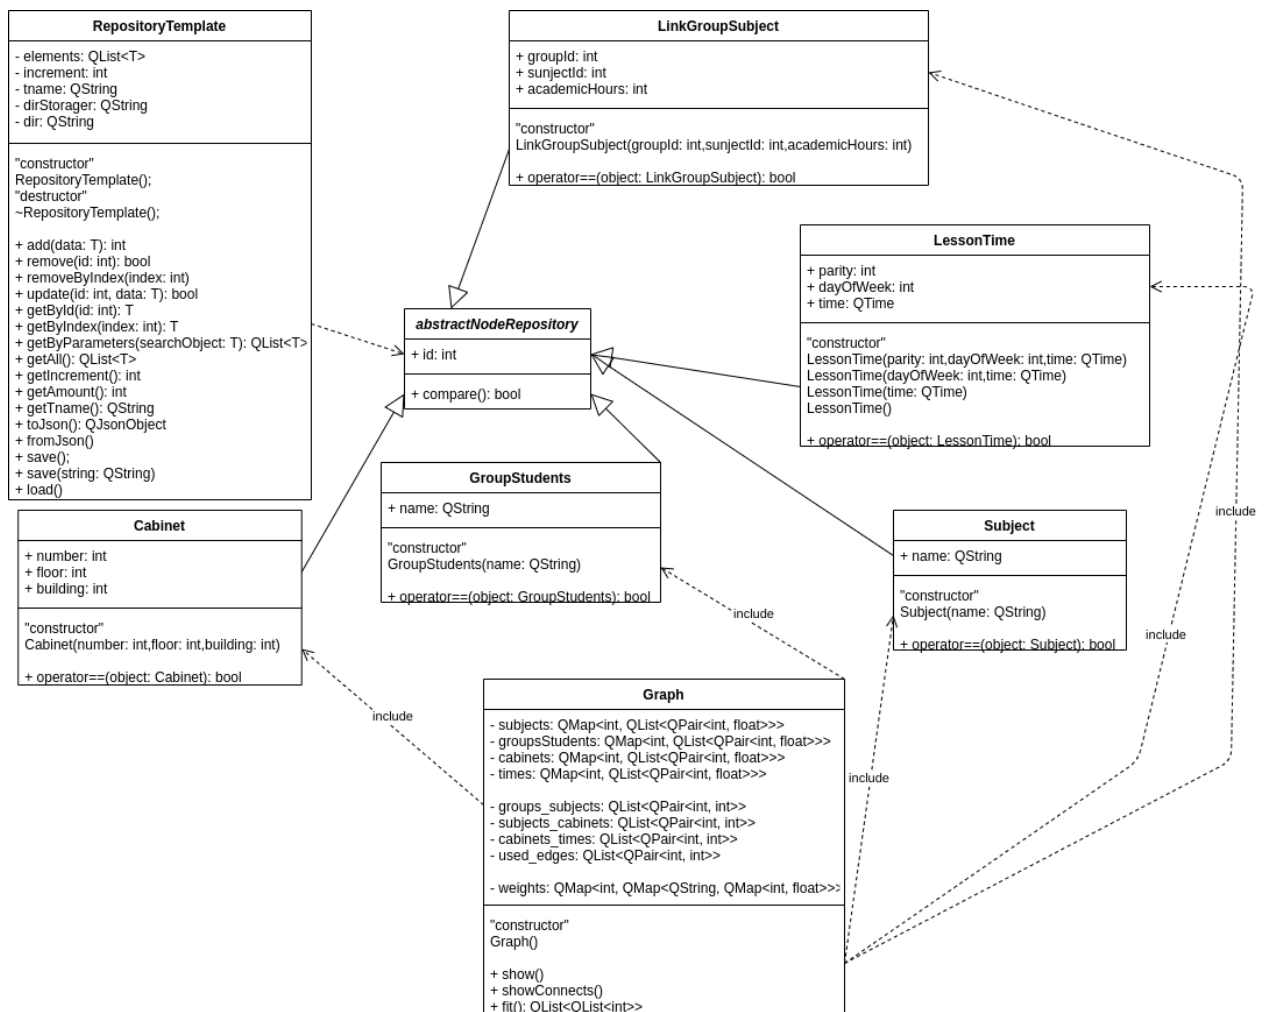 RepositoryTemplate
- elements: QList<T>
- increment: int
- tname: QString
- dirStorager: QString
- dir: QString
"constructor"
RepositoryTemplate();
"destructor"
~RepositoryTemplate();
+ add(data: T): int
+ remove(id: int): bool
+ removeByIndex(index: int)
+ update(id: int, data: T): bool
+ getById(id: int): T
+ getByIndex(index: int): T
+ getByParameters(searchObject: T): QList<T>
+ getAll(): QList<T>
+ getIncrement(): int
+ getAmount(): int
+ getTname(): QString
+ toJson(): QJsonObject
+ fromJson()
+ save();
+ save(string: QString)
+ load()
LinkGroupSubject
+ groupId: int
+ sunjectId: int
+ academicHours: int
"constructor"
LinkGroupSubject(groupId: int,sunjectId: int,academicHours: int)
+ operator==(object: LinkGroupSubject): bool
LessonTime
+ parity: int
+ dayOfWeek: int
+ time: QTime
"constructor"
LessonTime(parity: int,dayOfWeek: int,time: QTime)
LessonTime(dayOfWeek: int,time: QTime)
LessonTime(time: QTime)
LessonTime()
+ operator==(object: LessonTime): bool
abstractNodeRepository
+ id: int
+ compare(): bool
GroupStudents
+ name: QString
"constructor"
GroupStudents(name: QString)
+ operator==(object: GroupStudents): bool
Cabinet
+ number: int
+ floor: int
+ building: int
"constructor"
Cabinet(number: int,floor: int,building: int)
+ operator==(object: Cabinet): bool
Subject
+ name: QString
"constructor"
Subject(name: QString)
+ operator==(object: Subject): bool
include
include
include
include
include
Graph
- subjects: QMap<int, QList<QPair<int, float>>>
- groupsStudents: QMap<int, QList<QPair<int, float>>>
- cabinets: QMap<int, QList<QPair<int, float>>>
- times: QMap<int, QList<QPair<int, float>>>
- groups_subjects: QList<QPair<int, int>>
- subjects_cabinets: QList<QPair<int, int>>
- cabinets_times: QList<QPair<int, int>>
- used_edges: QList<QPair<int, int>>
- weights: QMap<int, QMap<QString, QMap<int, float>>>
"constructor"
Graph()
+ show()
+ showConnects()
+ fit(): QList<QList<int>>